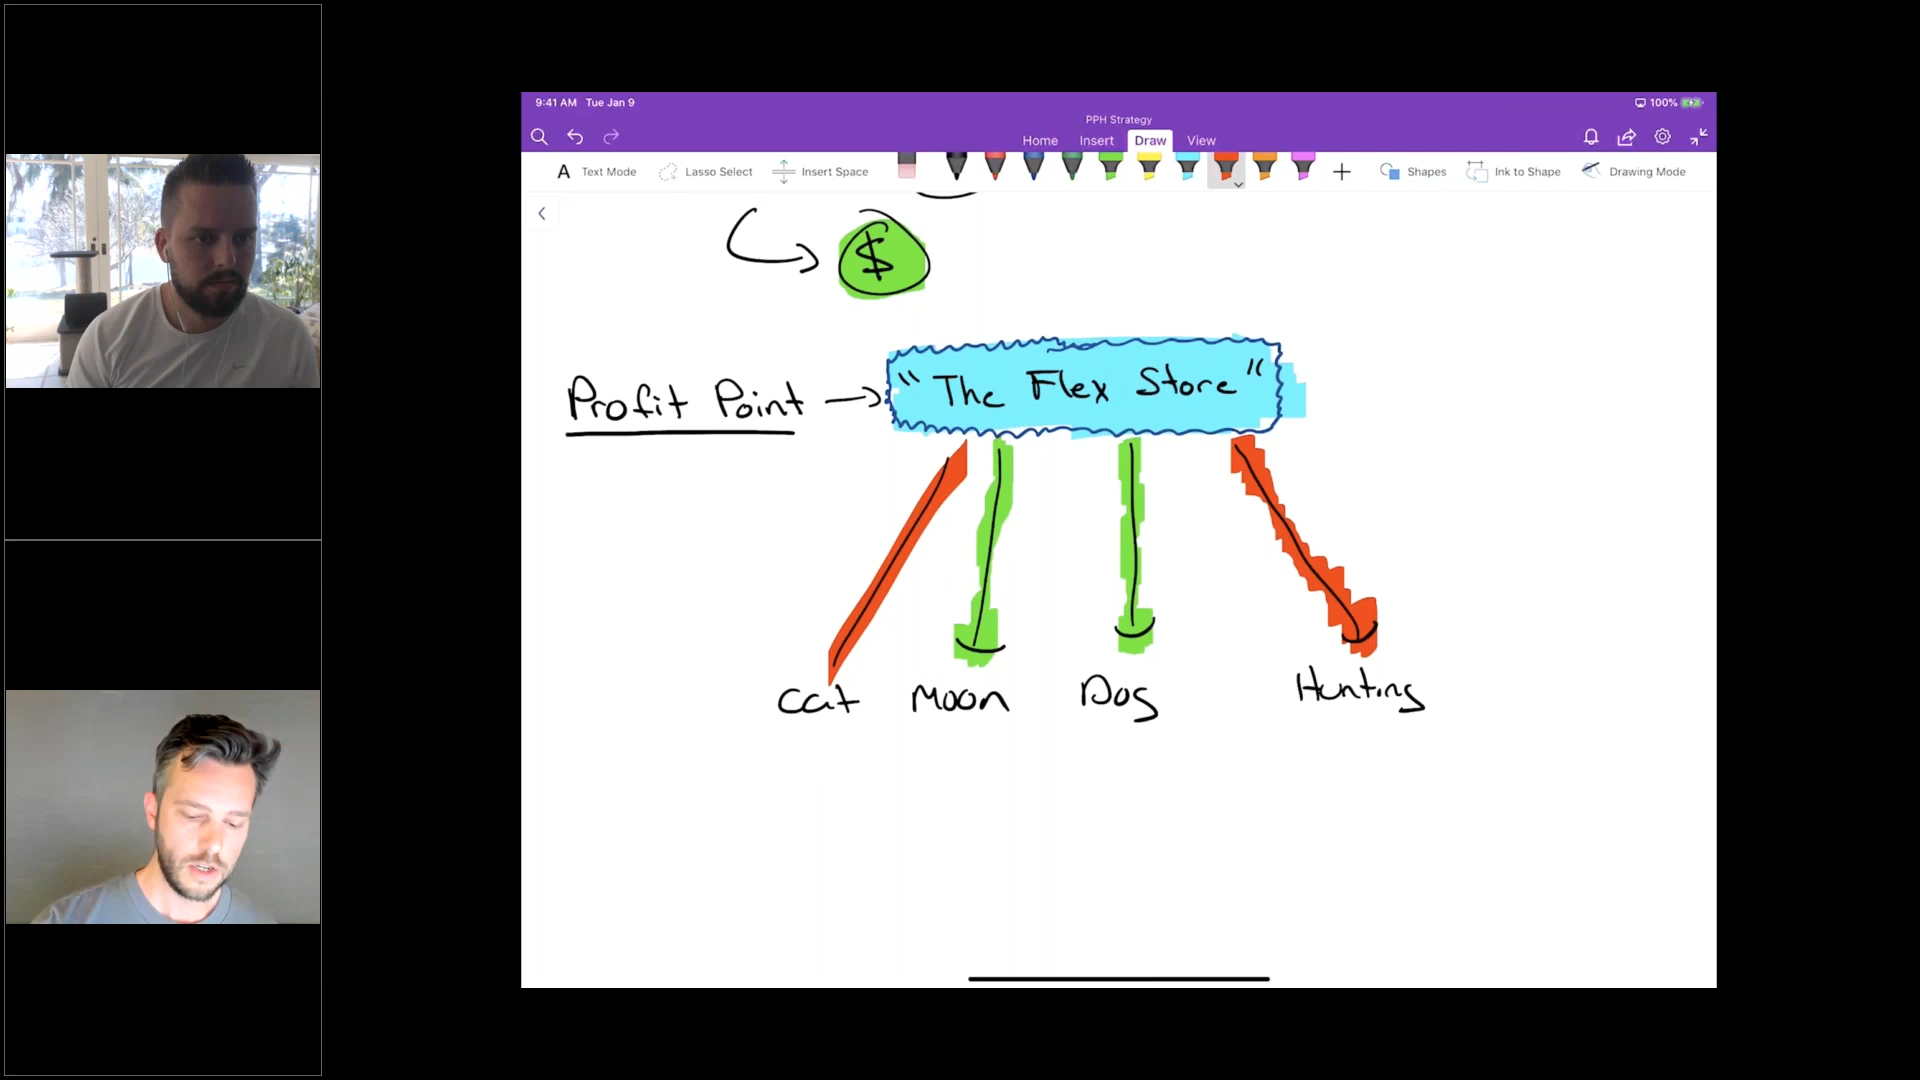 9:41 AM Tue Jan 9
100%
PPH Strategy
Home Insert Draw View
A Text Mode Lasso Select Insert Space Shapes Ink to Shape Drawing Mode
$
Profit Point → "The Flex Store"
Cat Moon Dog Hunting